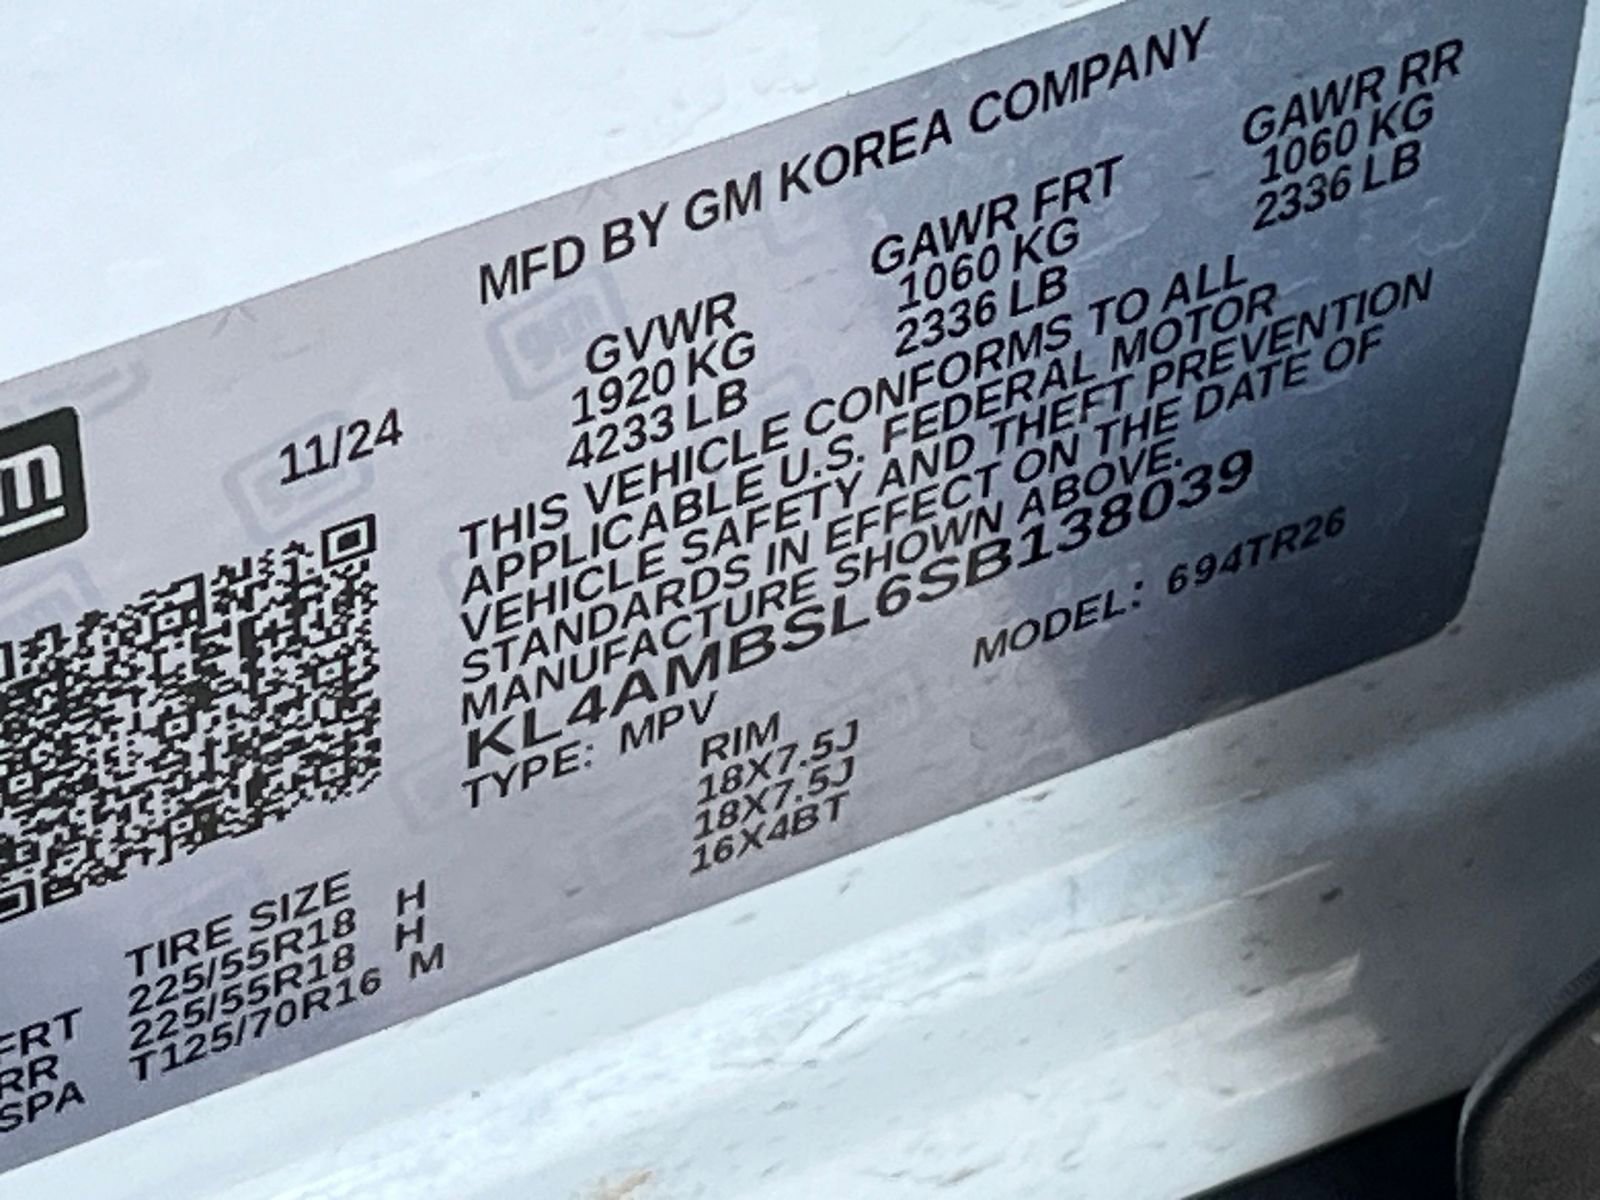 MFD BY GM KOREA COMPANY
11/24
GVWR GAWR FRT GAWR RR
1920 KG 1060 KG 1060 KG
4233 LB 2336 LB 2336 LB
THIS VEHICLE CONFORMS TO ALL
APPLICABLE U.S. FEDERAL MOTOR
VEHICLE SAFETY AND THEFT PREVENTION
STANDARDS IN EFFECT ON THE DATE OF
MANUFACTURE SHOWN ABOVE.
KL4AMBSL6SB138039
TYPE: MPV MODEL: 694TR26
TIRE SIZE RIM
FRT 225/55R18 H 18X7.5J
RR 225/55R18 H 18X7.5J
SPA T125/70R16 M 16X4BT